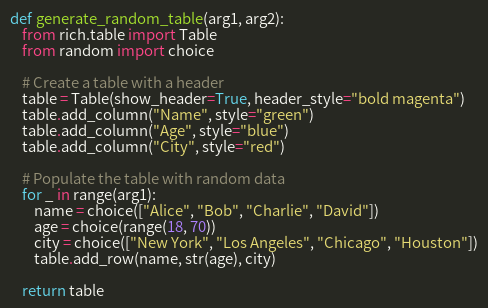 def generate_random_table(arg1, arg2):
    from rich.table import Table
    from random import choice

    # Create a table with a header
    table = Table(show_header=True, header_style="bold magenta")
    table.add_column("Name", style="green")
    table.add_column("Age", style="blue")
    table.add_column("City", style="red")

    # Populate the table with random data
    for _ in range(arg1):
        name = choice(["Alice", "Bob", "Charlie", "David"])
        age = choice(range(18, 70))
        city = choice(["New York", "Los Angeles", "Chicago", "Houston"])
        table.add_row(name, str(age), city)

    return table